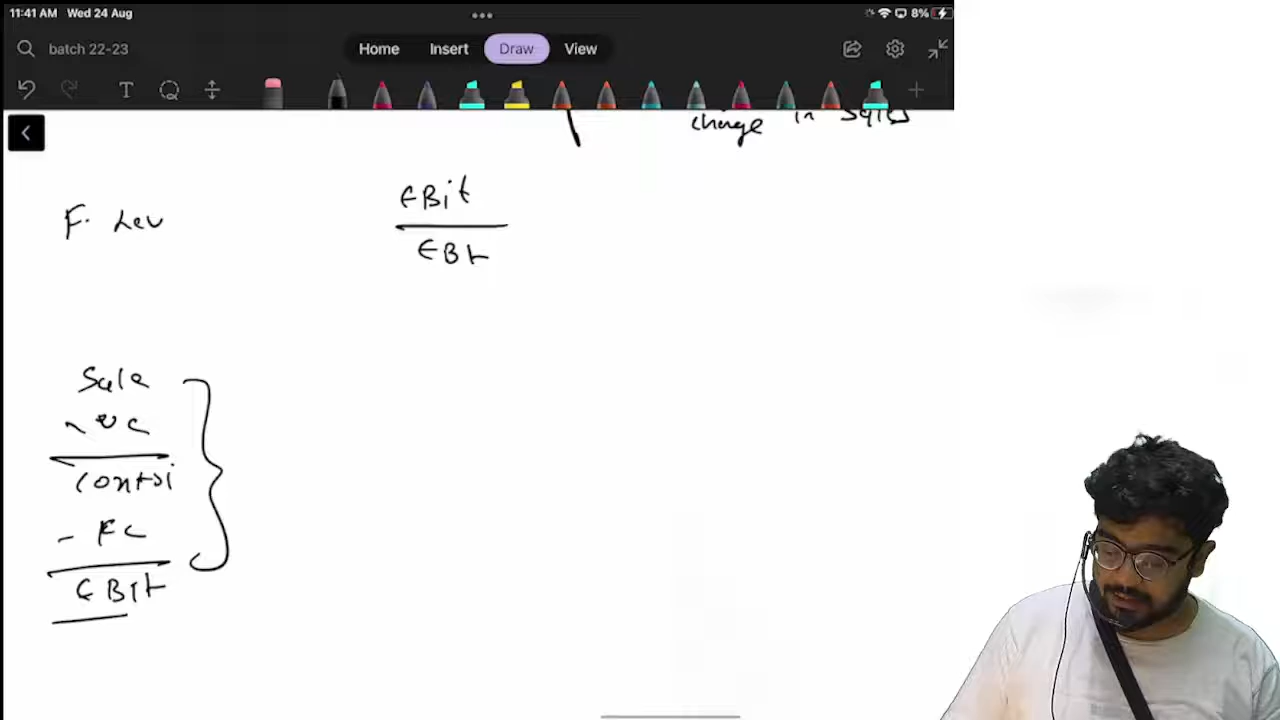 11:41 AM Wed 24 Aug
8%
batch 22-23
Home Insert Draw View
T
change in sales
F. Lev
EBit
EBt
Sale
- VC
Contri
- FC
EBIt